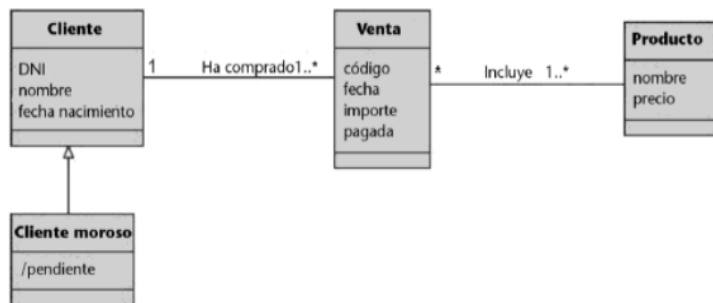 Cliente
DNI
nombre
fecha nacimiento
1
Ha comprado1..*
Venta
código
fecha
importe
pagada
*
Incluye 1..*
Producto
nombre
precio
Cliente moroso
/pendiente